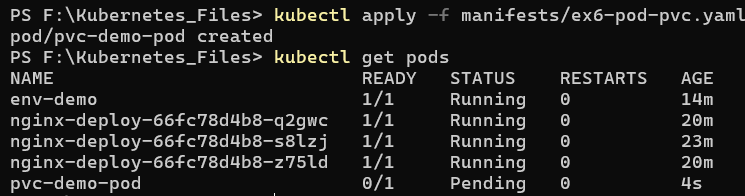 PS F:\Kubernetes_Files> kubectl apply -f manifests/ex6-pod-pvc.yaml
pod/pvc-demo-pod created
PS F:\Kubernetes_Files> kubectl get pods
NAME READY STATUS RESTARTS AGE
env-demo 1/1 Running 0 14m
nginx-deploy-66fc78d4b8-q2gwc 1/1 Running 0 20m
nginx-deploy-66fc78d4b8-s8lzj 1/1 Running 0 23m
nginx-deploy-66fc78d4b8-z75ld 1/1 Running 0 20m
pvc-demo-pod 0/1 Pending 0 4s